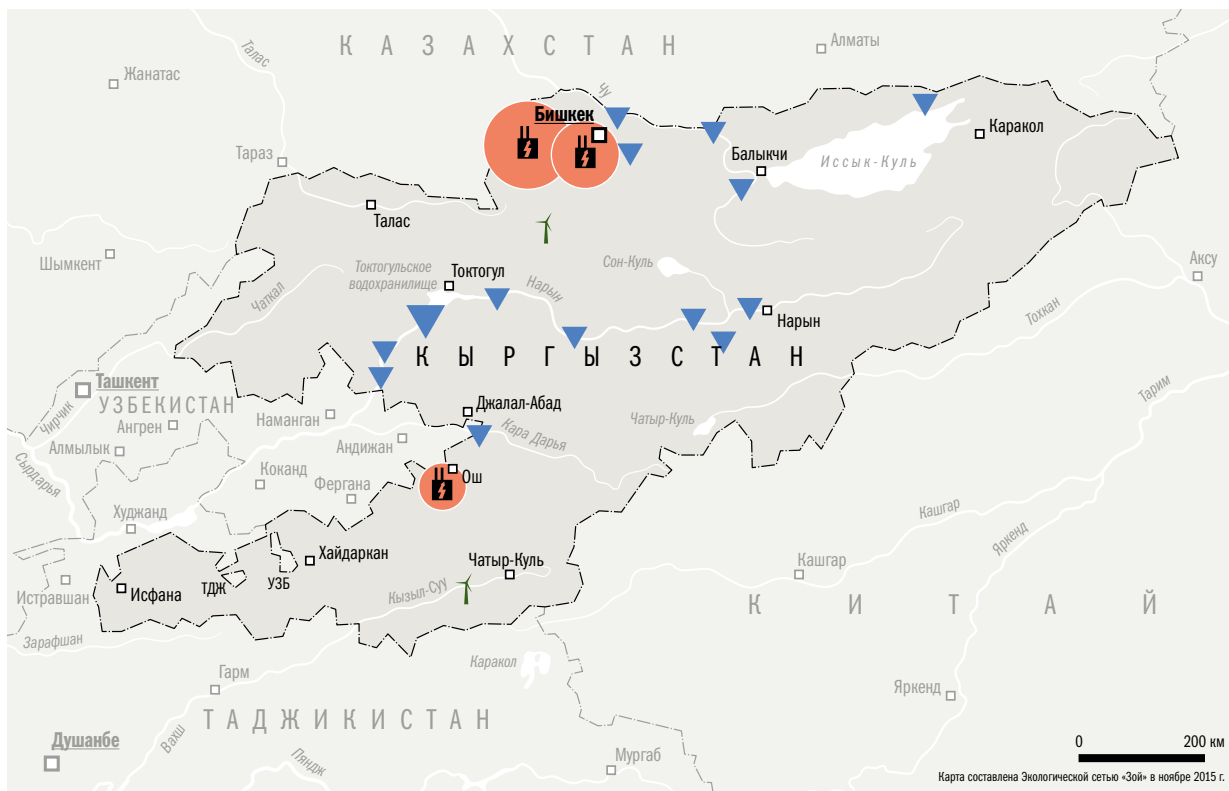 КАЗАХСТАН
Алматы
Талас
Жанатас
Чу
Бишкек
Каракол
Балыкчи
Иссык-Куль
Тараз
Талас
Шымкент
Сон-Куль
Аксу
Токтогульское
водохранилище
Токтогул
Нарын
Чаткал
Нарын
Тохкан
КЫРГЫЗСТАН
Ташкент
УЗБЕКИСТАН
Чирчик
Ангрен
Наманган
Джалал-Абад
Чатыр-Куль
Тарим
Алмылык
Андижан
Кара Дарья
Сырдарья
Коканд
Фергана
Ош
Худжанд
Кашгар
Яркенд
Хайдаркан
Чатыр-Куль
Кашгар
Истравшан
Исфана
ТДЖ
УЗБ
Кызыл-Суу
КИТАЙ
Зарафшан
Гарм
Каракол
Яркенд
ТАДЖИКИСТАН
Вахш
Душанбе
Пяндж
Мургаб
0
200 км
Карта составлена Экологической сетью «Зой» в ноябре 2015 г.